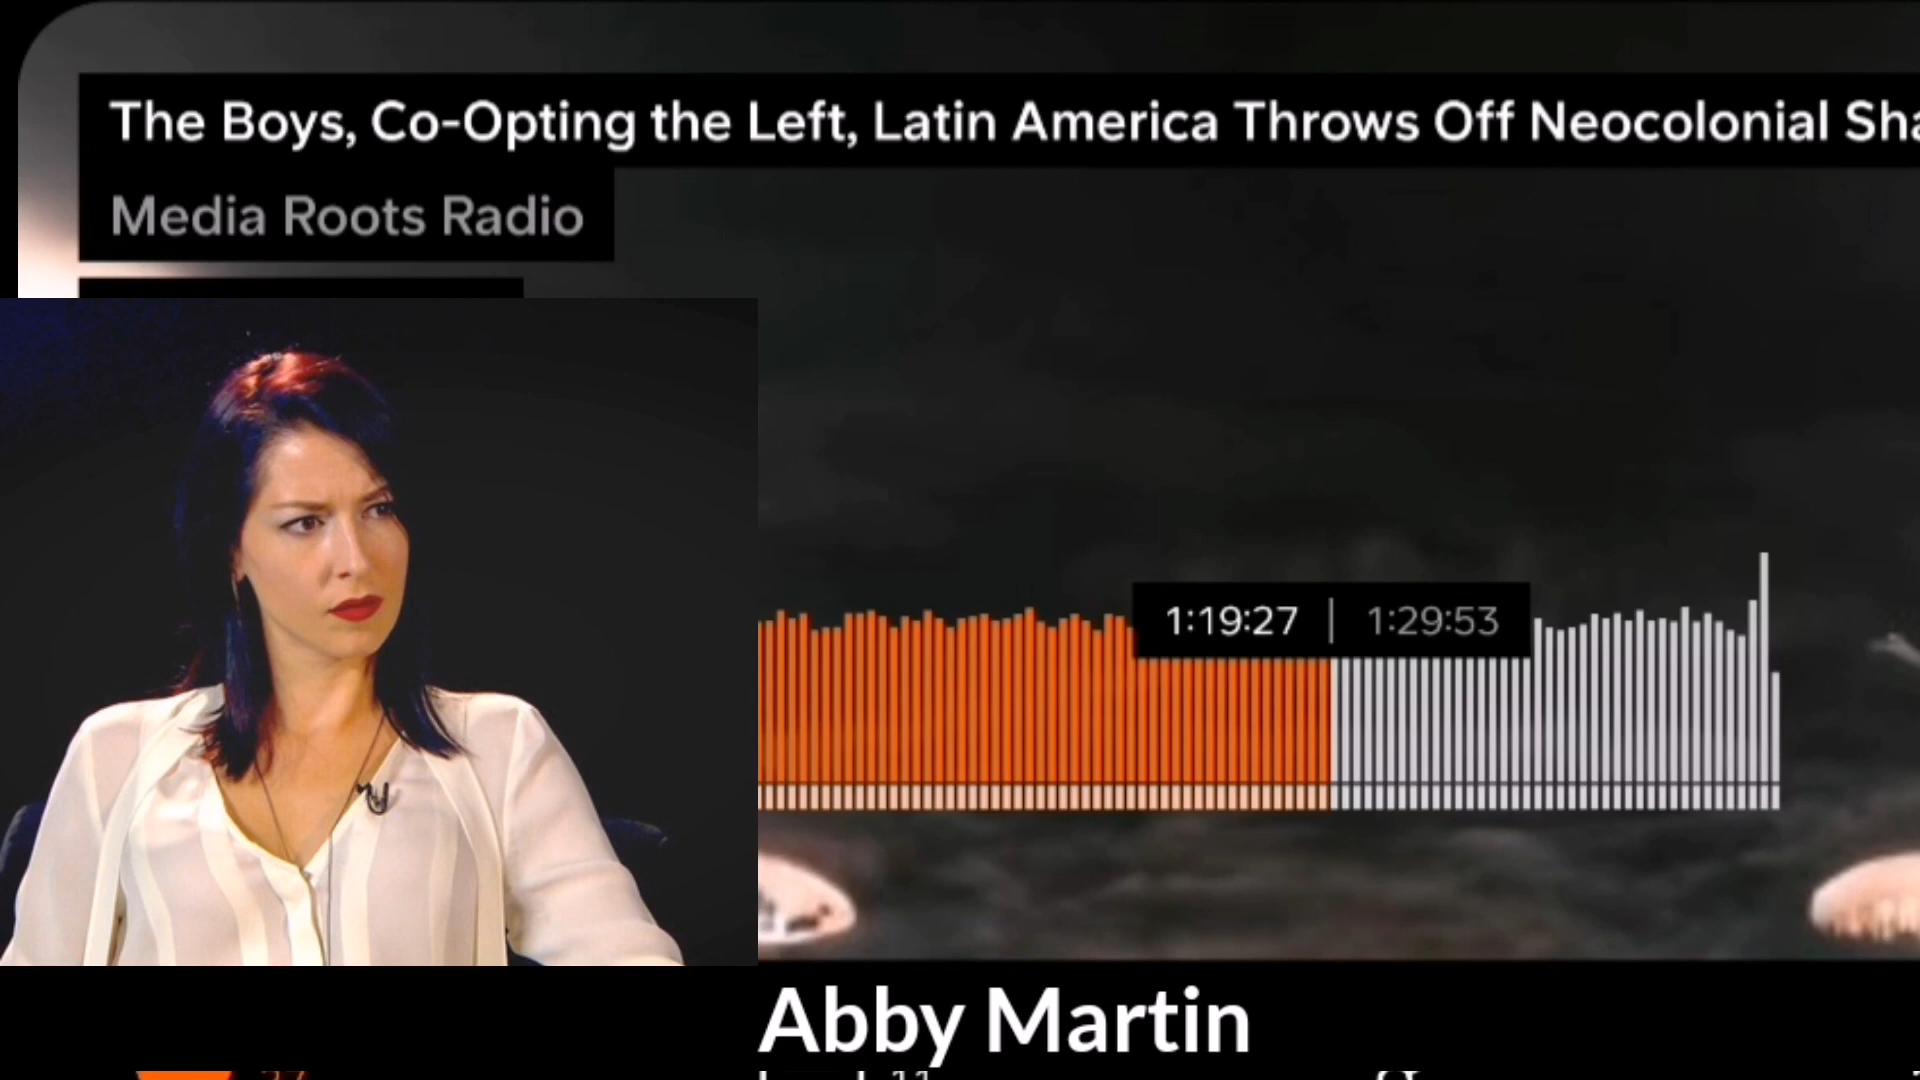 The Boys, Co-Opting the Left, Latin America Throws Off Neocolonial Sha
Media Roots Radio
1:19:27 | 1:29:53
Abby Martin